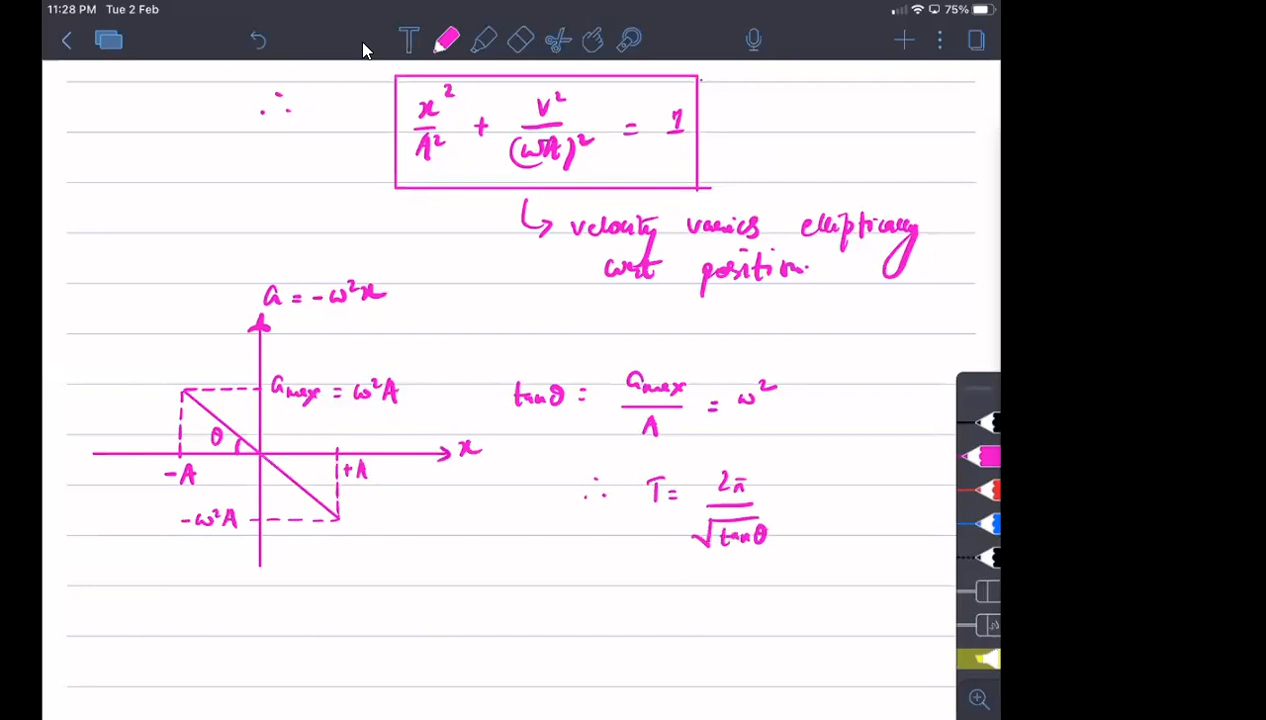 11:28 PM Tue 2 Feb 75%
∴ x²/A² + v²/(ωA)² = 1
↳ velocity varies elliptically
wrt position.
a = -ω²x
a_max = ω²A
θ
x
-A
+A
-ω²A
tanθ = a_max/A = ω²
∴ T = 2π/√tanθ